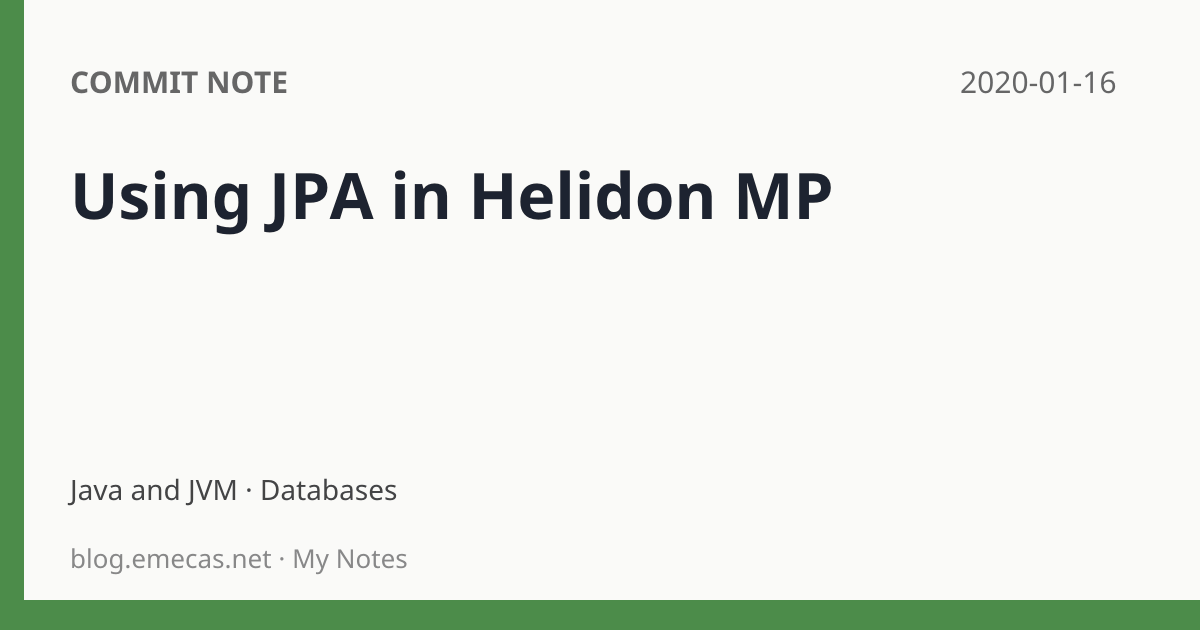 COMMIT NOTE
2020-01-16
Using JPA in Helidon MP
Java and JVM · Databases
blog.emecas.net · My Notes